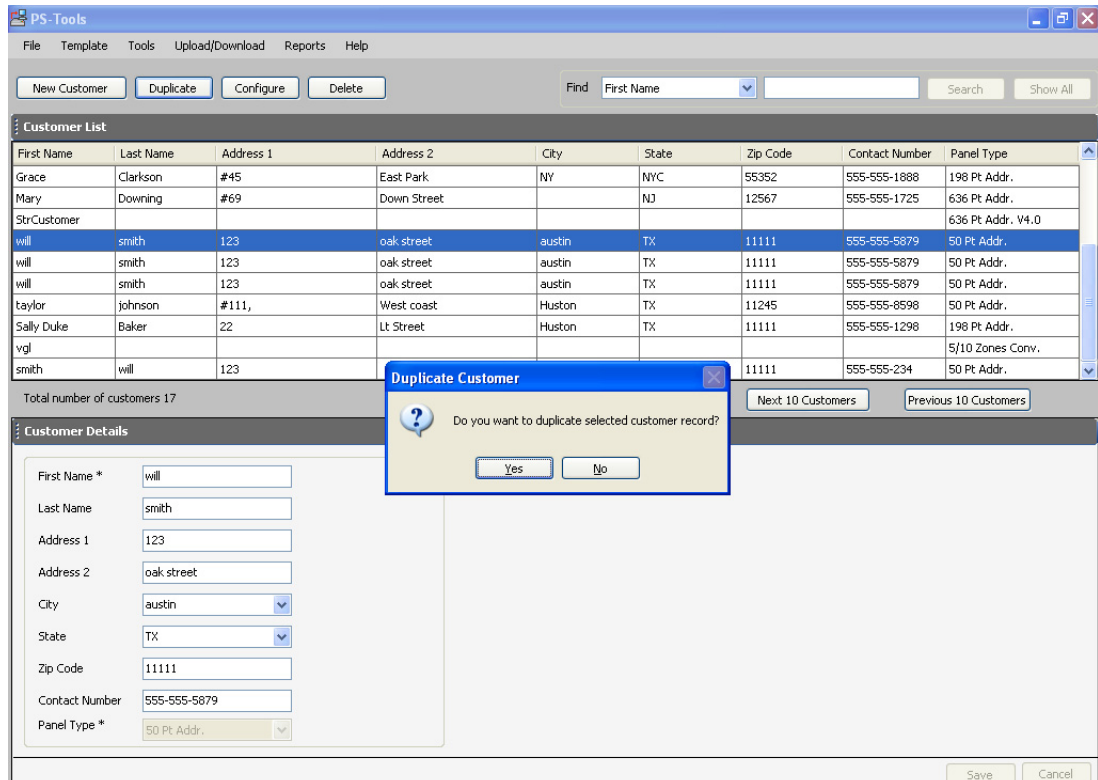 PS-Tools
File Template Tools Upload/Download Reports Help
New Customer Duplicate Configure Delete Find First Name Search Show All
Customer List
First Name Last Name Address 1 Address 2 City State Zip Code Contact Number Panel Type
Grace Clarkson #45 East Park NY NYC 55352 555-555-1888 198 Pt Addr.
Mary Downing #69 Down Street NJ 12567 555-555-1725 636 Pt Addr.
StrCustomer 636 Pt Addr. V4.0
will smith 123 oak street austin TX 11111 555-555-5879 50 Pt Addr.
will smith 123 oak street austin TX 11111 555-555-5879 50 Pt Addr.
will smith 123 oak street austin TX 11111 555-555-5879 50 Pt Addr.
taylor johnson #111, West coast Huston TX 11245 555-555-8598 50 Pt Addr.
Sally Duke Baker 22 Lt Street Huston TX 11111 555-555-1298 198 Pt Addr.
vgl 5/10 Zones Conv.
smith will 123 11111 555-555-234 50 Pt Addr.
Duplicate Customer
Do you want to duplicate selected customer record?
Yes No
Total number of customers 17 Next 10 Customers Previous 10 Customers
Customer Details
First Name * will
Last Name smith
Address 1 123
Address 2 oak street
City austin
State TX
Zip Code 11111
Contact Number 555-555-5879
Panel Type * 50 Pt Addr.
Save Cancel